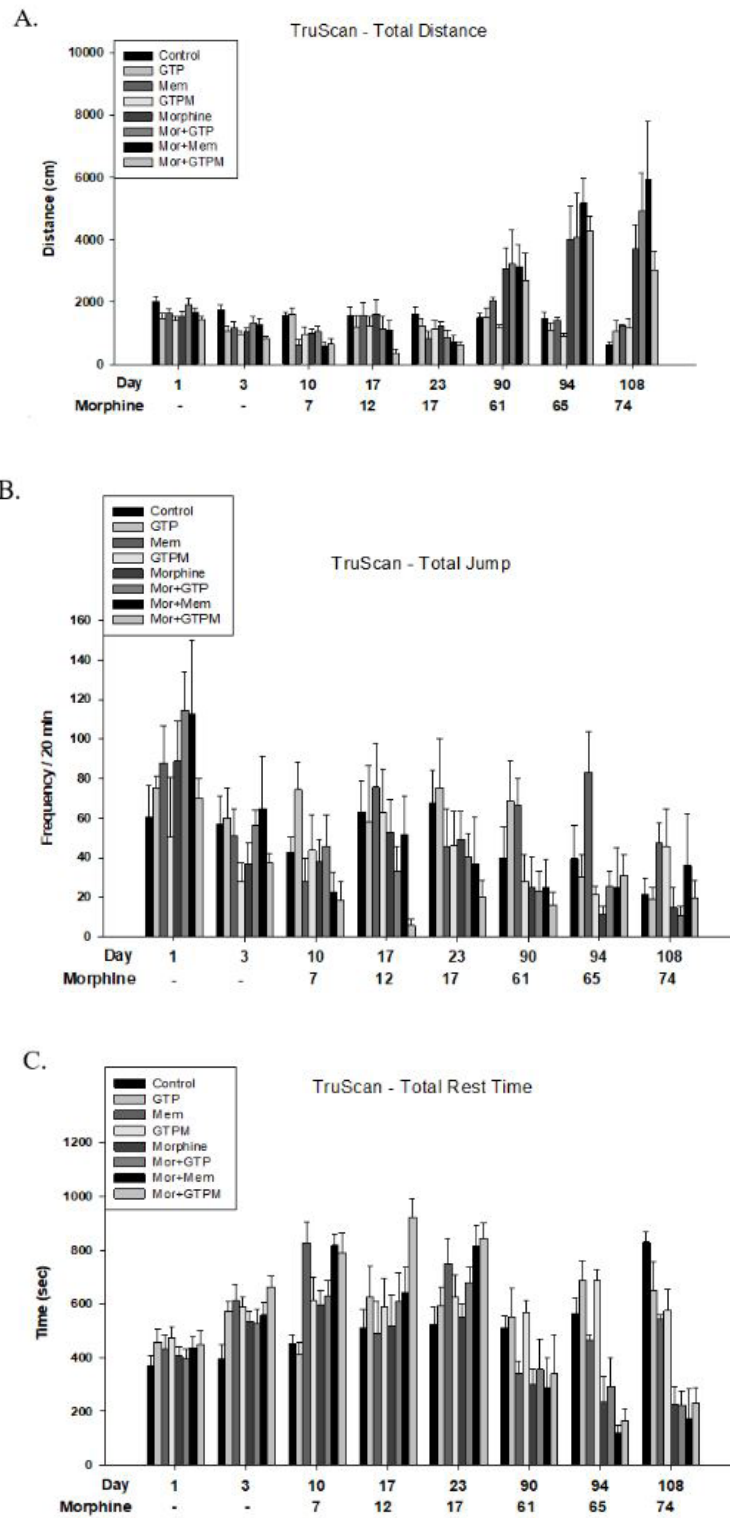 A.
TruScan - Total Distance
10000
8000
6000
4000
2000
0
Distance (cm)
Control
GTP
Mem
GTPM
Morphine
Mor+GTP
Mor+Mem
Mor+GTPM
Day 1 3 10 17 23 90 94 108
Morphine - - 7 12 17 61 65 74
B.
TruScan - Total Jump
160
140
120
100
80
60
40
20
0
Frequency / 20 min
Control
GTP
Mem
GTPM
Morphine
Mor+GTP
Mor+Mem
Mor+GTPM
Day 1 3 10 17 23 90 94 108
Morphine - - 7 12 17 61 65 74
C.
TruScan - Total Rest Time
1200
1000
800
600
400
200
0
Time (sec)
Control
GTP
Mem
GTPM
Morphine
Mor+GTP
Mor+Mem
Mor+GTPM
Day 1 3 10 17 23 90 94 108
Morphine - - 7 12 17 61 65 74